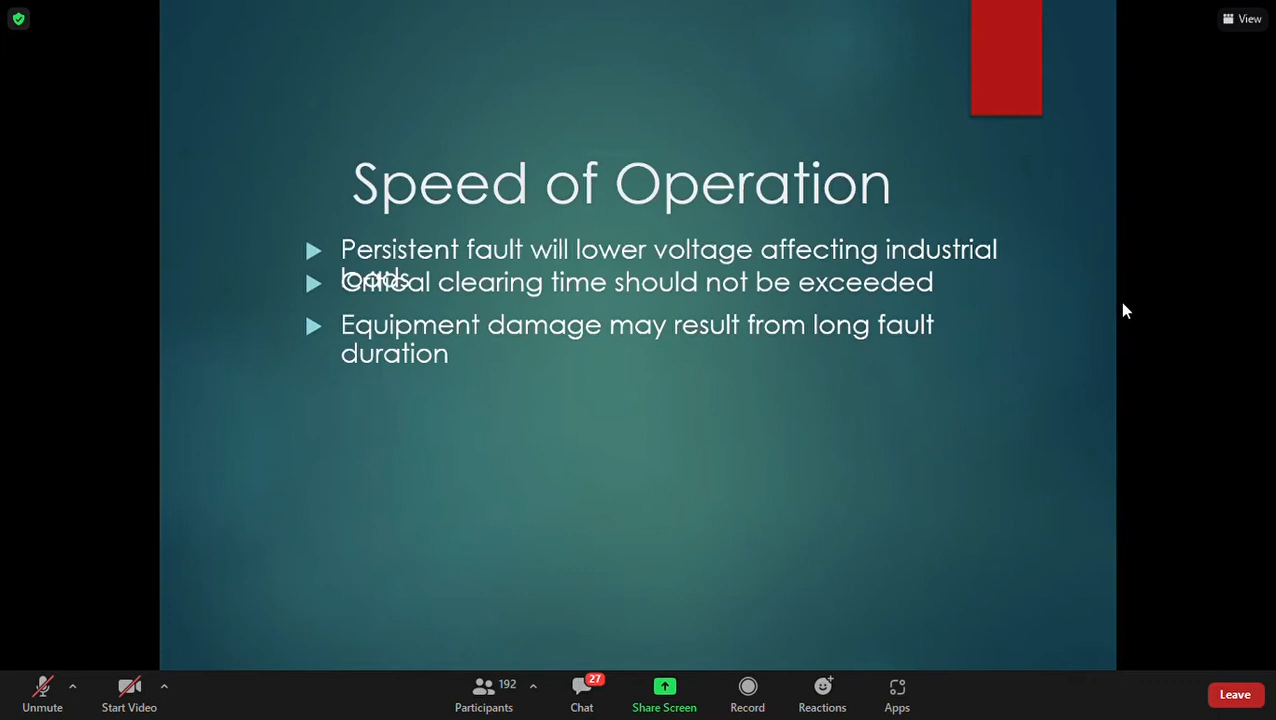 View
Speed of Operation
Persistent fault will lower voltage affecting industrial
loads
Critical clearing time should not be exceeded
Equipment damage may result from long fault
duration
192
27
Unmute
Start Video
Participants
Chat
Share Screen
Record
Reactions
Apps
Leave